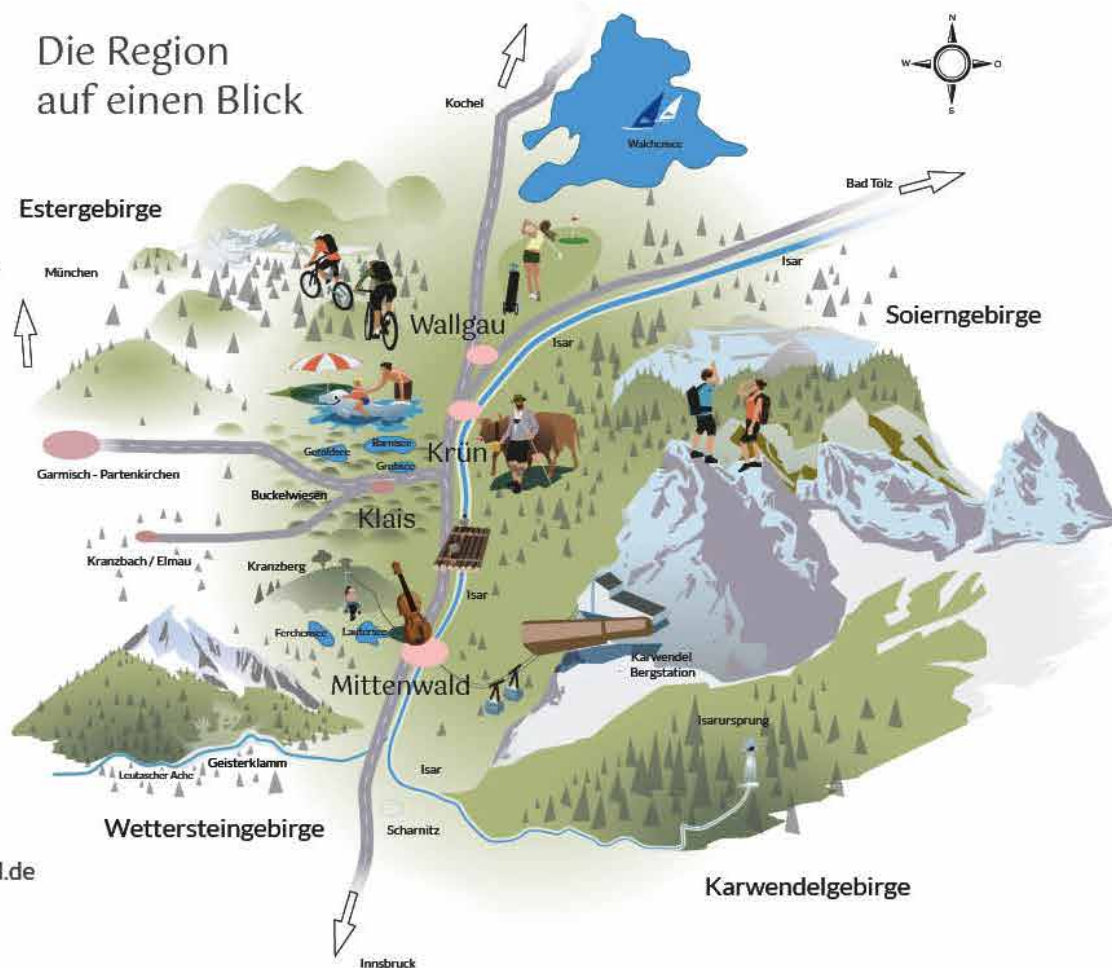 Die Region
auf einen Blick
N
W
O
S
Kochel
Walchensee
Bad Tölz
Estergebirge
München
Isar
Soierngebirge
Wallgau
Isar
Barmsee
Geroldsee
Krün
Grubsee
Garmisch - Partenkirchen
Buckelwiesen
Klais
Kranzbach / Elmau
Kranzberg
Isar
Ferchensee
Lautersee
Karwendel
Bergstation
Mittenwald
Isarursprung
Geisterklamm
Isar
Leutascher Ache
Wettersteingebirge
Scharnitz
l.de
Karwendelgebirge
Innsbruck